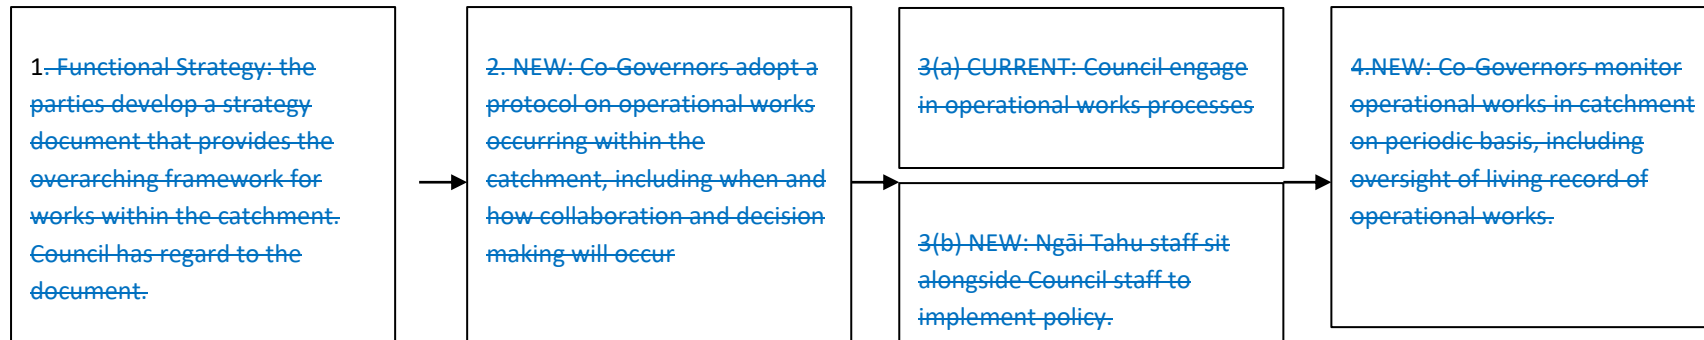 1. Functional Strategy: the
parties develop a strategy
document that provides the
overarching framework for
works within the catchment.
Council has regard to the
document.
2. NEW: Co-Governors adopt a
protocol on operational works
occurring within the
catchment, including when and
how collaboration and decision
making will occur
3(a) CURRENT: Council engage
in operational works processes
3(b) NEW: Ngāi Tahu staff sit
alongside Council staff to
implement policy.
4.NEW: Co-Governors monitor
operational works in catchment
on periodic basis, including
oversight of living record of
operational works.